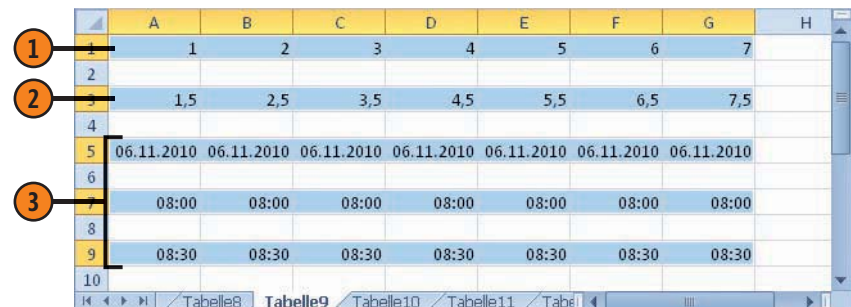 A B C D E F G H
1 1 1 2 3 4 5 6 7
2
2 3 1,5 2,5 3,5 4,5 5,5 6,5 7,5
4
5 06.11.2010 06.11.2010 06.11.2010 06.11.2010 06.11.2010 06.11.2010 06.11.2010
6
3 7 08:00 08:00 08:00 08:00 08:00 08:00 08:00
8
9 08:30 08:30 08:30 08:30 08:30 08:30 08:30
10
Tabelle8 Tabelle9 Tabelle10 Tabelle11